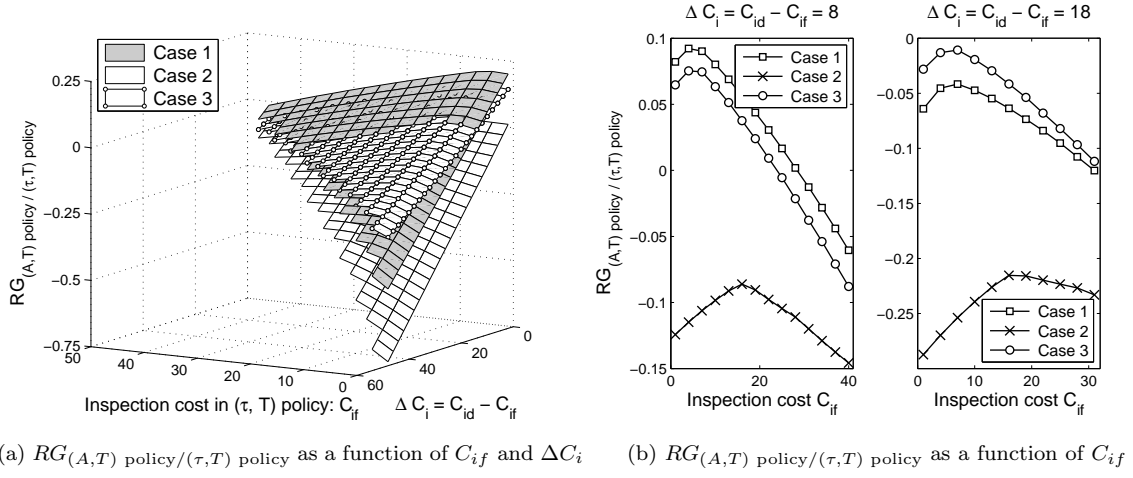 Case 1
Case 2
Case 3
0.25
0
−0.25
−0.5
−0.75
RG(A,T) policy / (τ,T) policy
50
40
30
20
10
0
60
40
20
0
Inspection cost in (τ, T) policy: Cif
Δ Ci = Cid − Cif
Δ Ci = Cid − Cif = 8
0.1
0.05
0
−0.05
−0.1
−0.15
RG(A,T) policy / (τ,T) policy
Case 1
Case 2
Case 3
0
20
40
Inspection cost Cif
Δ Ci = Cid − Cif = 18
0
−0.05
−0.1
−0.15
−0.2
−0.25
Case 1
Case 2
Case 3
0
10
20
30
Inspection cost Cif
a) RG(A,T) policy/(τ,T) policy as a function of Cif and ΔCi
(b) RG(A,T) policy/(τ,T) policy as a function of Cif